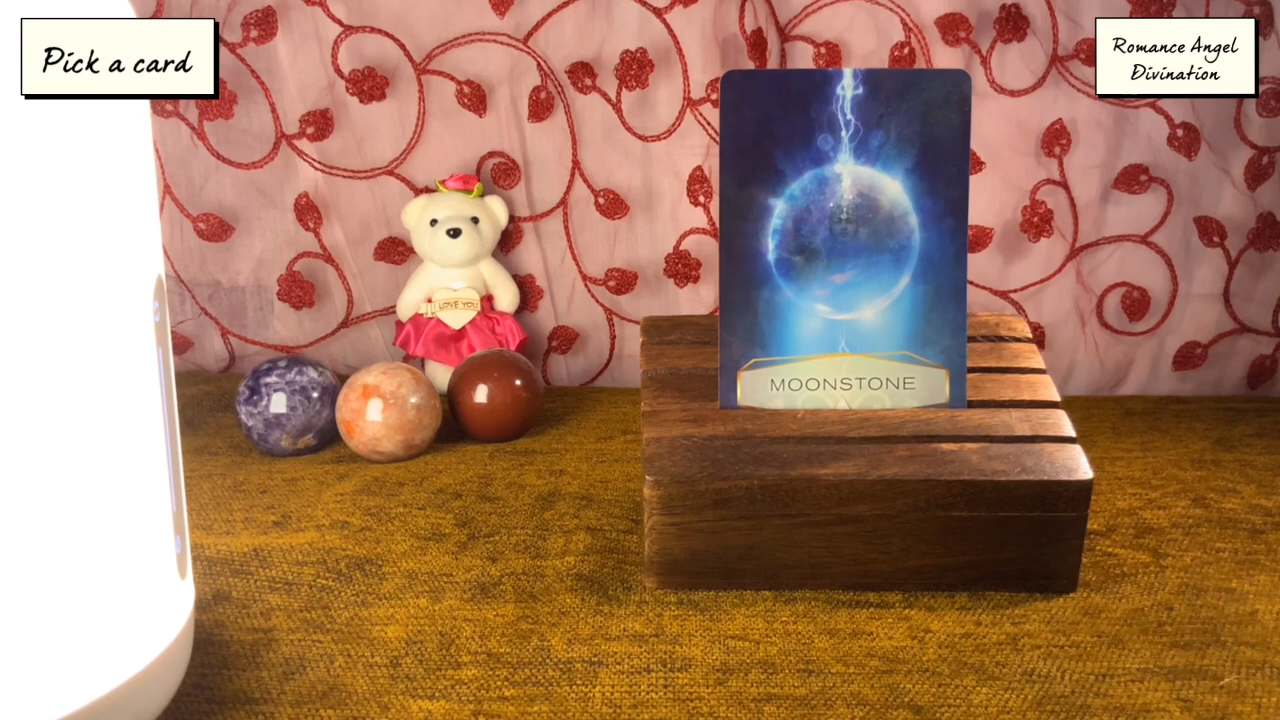 Pick a card
Romance Angel
Divination
I LOVE YOU
MOONSTONE